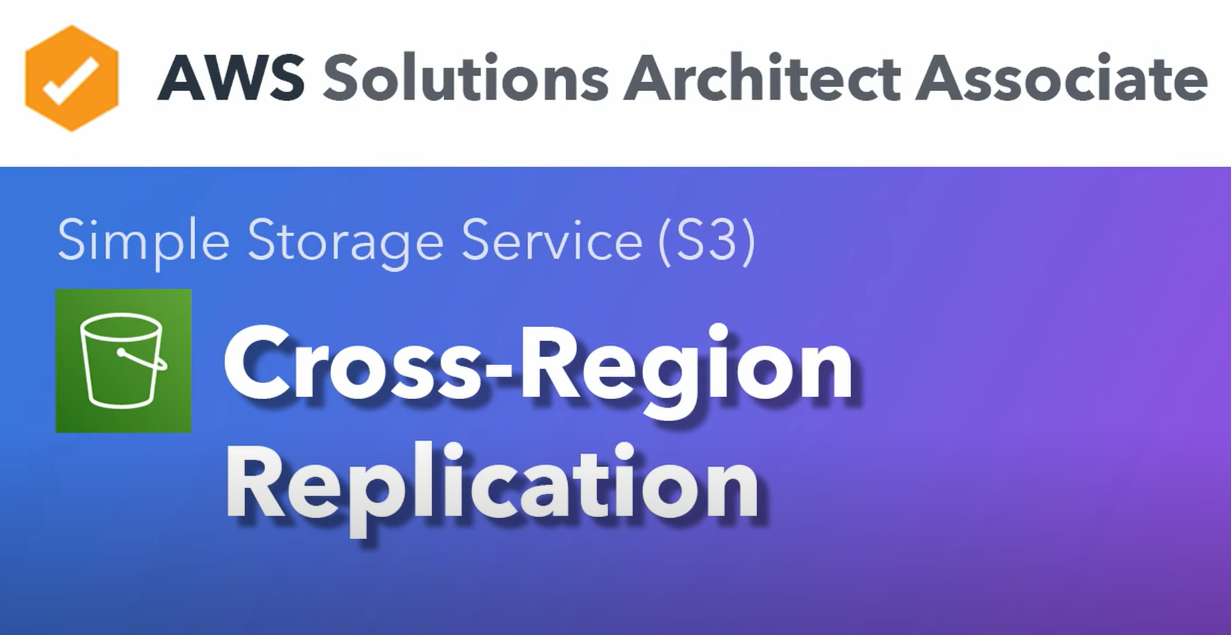 AWS Solutions Architect Associate
Simple Storage Service (S3)
Cross-Region
Replication